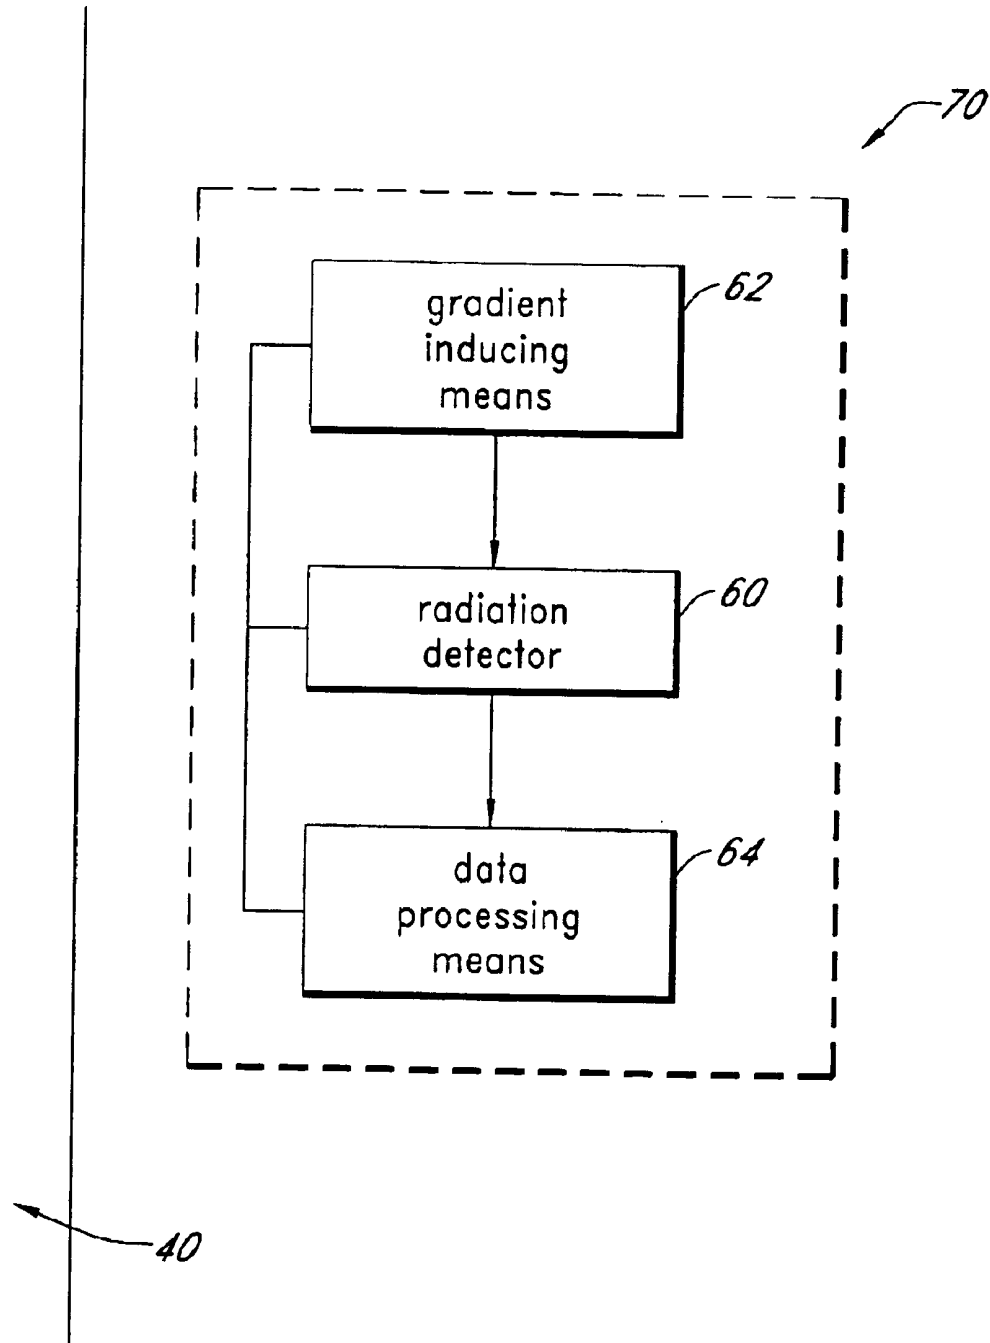 70
62
gradient
inducing
means
60
radiation
detector
64
data
processing
means
40